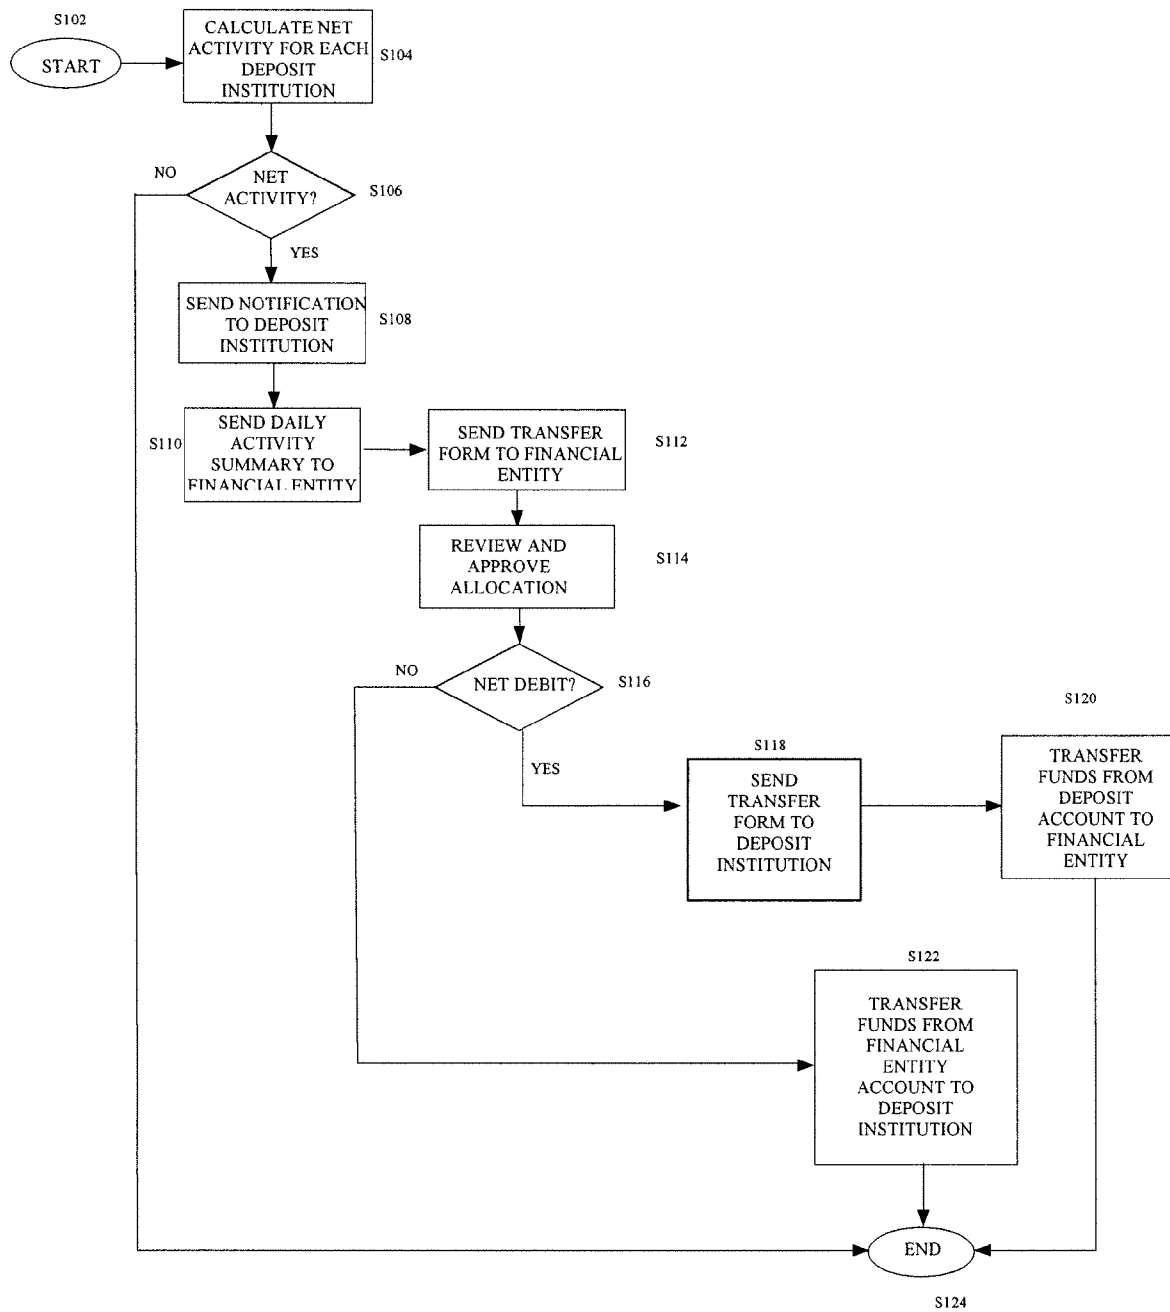 S102
START
CALCULATE NET
ACTIVITY FOR EACH
DEPOSIT
INSTITUTION
S104
NO
NET
ACTIVITY?
S106
YES
SEND NOTIFICATION
TO DEPOSIT
INSTITUTION
S108
S110
SEND DAILY
ACTIVITY
SUMMARY TO
FINANCIAL ENTITY
SEND TRANSFER
FORM TO FINANCIAL
ENTITY
S112
REVIEW AND
APPROVE
ALLOCATION
S114
NO
NET DEBIT?
S116
YES
S118
SEND
TRANSFER
FORM TO
DEPOSIT
INSTITUTION
S120
TRANSFER
FUNDS FROM
DEPOSIT
ACCOUNT TO
FINANCIAL
ENTITY
S122
TRANSFER
FUNDS FROM
FINANCIAL
ENTITY
ACCOUNT TO
DEPOSIT
INSTITUTION
END
S124